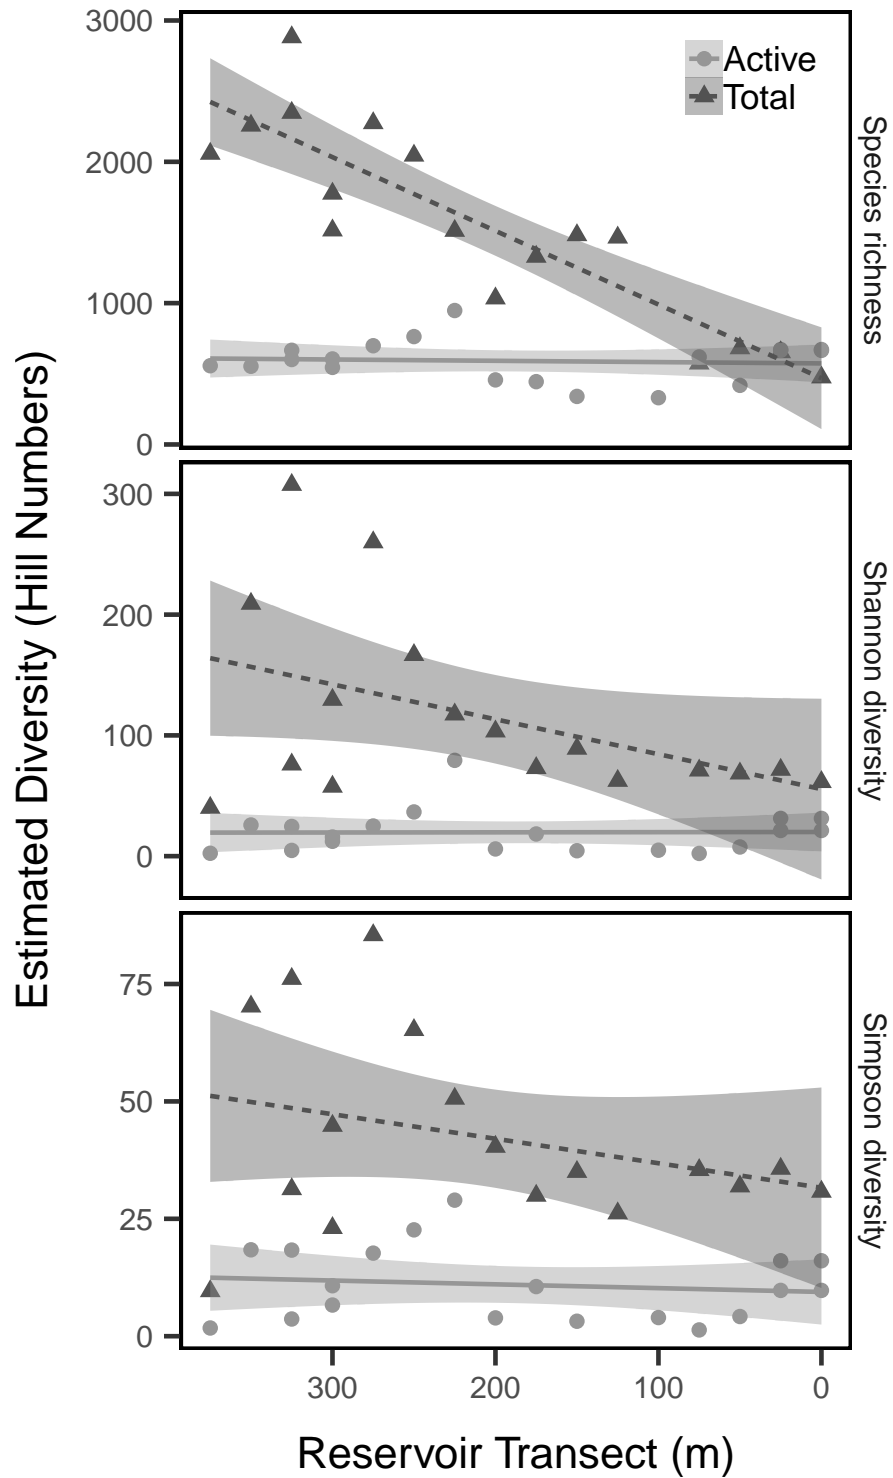 3000
2000
1000
0
Active
Total
Species richness
Estimated Diversity (Hill Numbers)
300
200
100
0
Shannon diversity
75
50
25
0
Simpson diversity
300 200 100 0
Reservoir Transect (m)